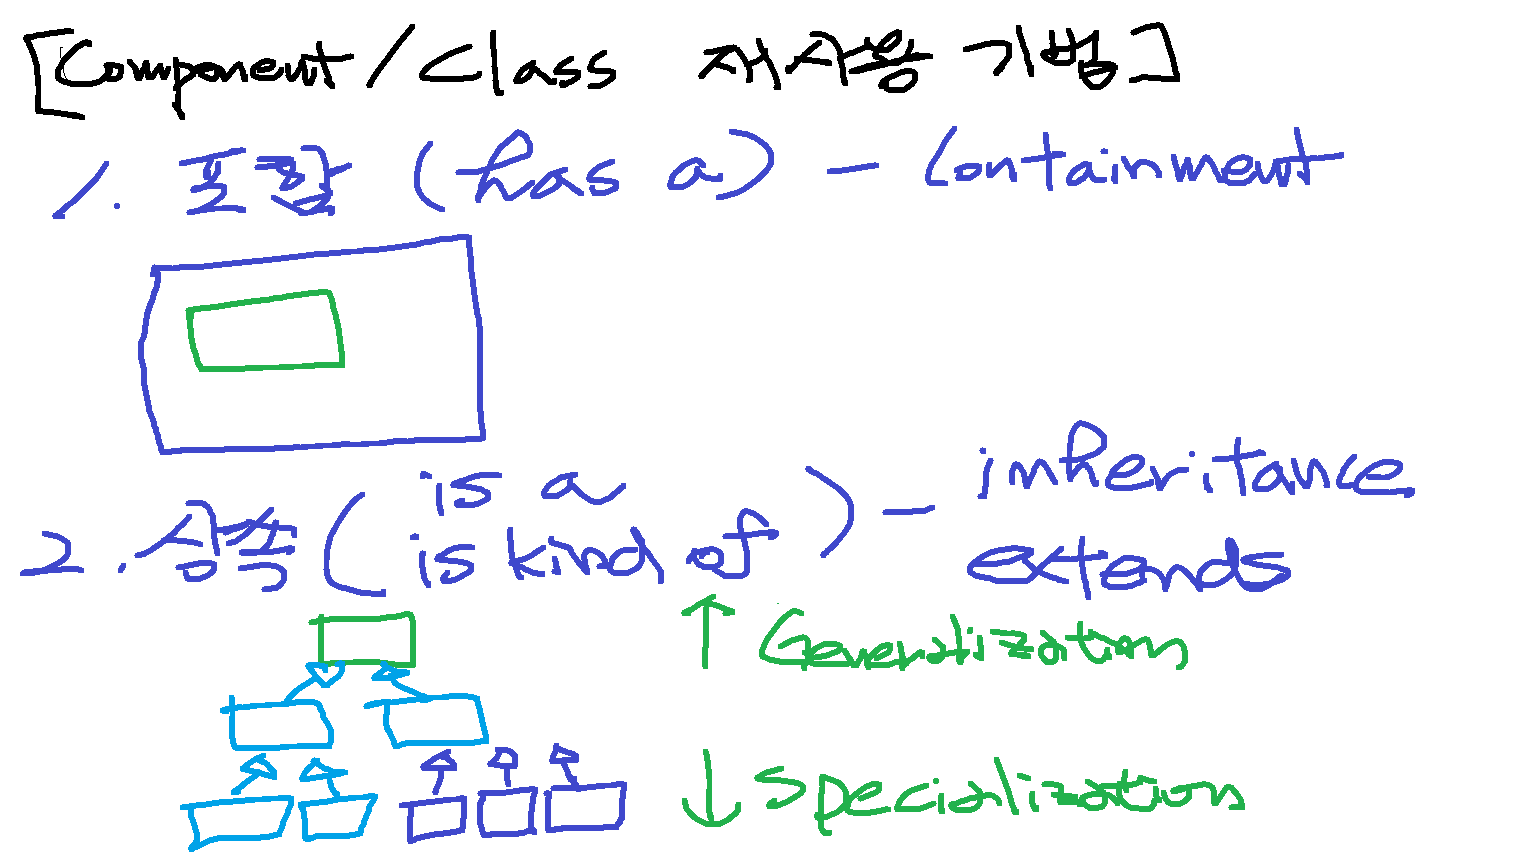 [Component/Class 재사용 기법]
1. 포함 (has a) - Containment
2. 상속 ( is a
is kind of ) - inheritance
extends
↑ Generalization
↓ Specialization